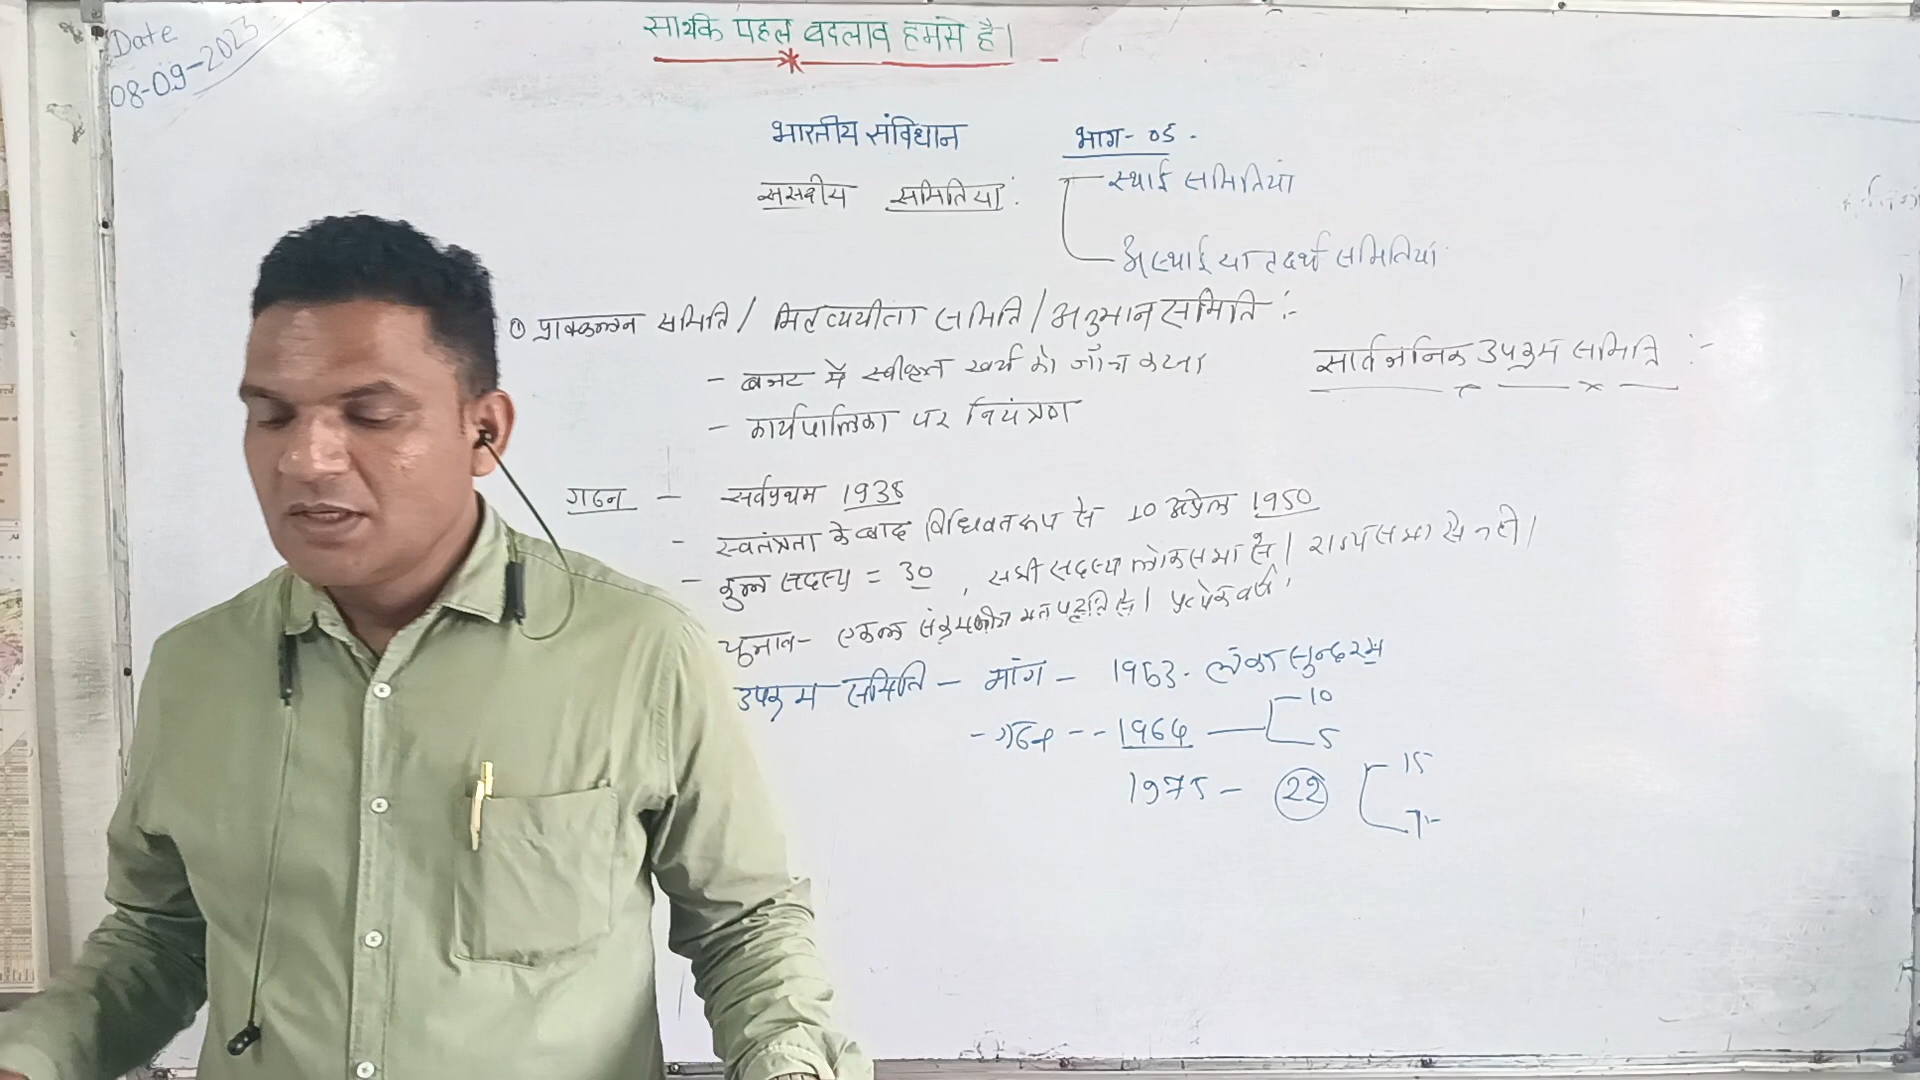 Date
08-09-2023
सार्थक पहल बदलाव हमसे है।
भारतीय संविधान भाग- 05.
संसदीय समितियां:
स्थाई समितियां
अस्थाई या तदर्थ समितियां
① प्राक्कलन समिति / मितव्ययीता समिति / अनुमान समिति :-
- बजट में स्वीकृत खर्च की जाँच करना
- कार्यपालिका पर नियंत्रण
सार्वजनिक उपक्रम समिति :-
गठन - सर्वप्रथम 1938
- स्वतंत्रता के बाद विधिवत रूप से 10 अप्रैल 1950
- कुल सदस्य = 30, सभी सदस्य लोकसभा से। राज्यसभा से नही।
चुनाव- एकल संक्रमणीय मत पद्धति से। प्रत्येक वर्ष
उपक्रम समिति - मांग - 1963. लंका सुन्दरम
- गठन -- 1964 10
5
1975 - 22 15
7